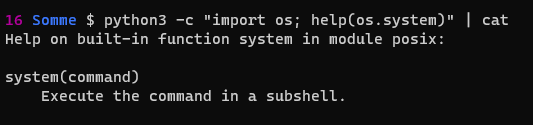 16 Somme $ python3 -c "import os; help(os.system)" | cat
Help on built-in function system in module posix:
system(command)
    Execute the command in a subshell.